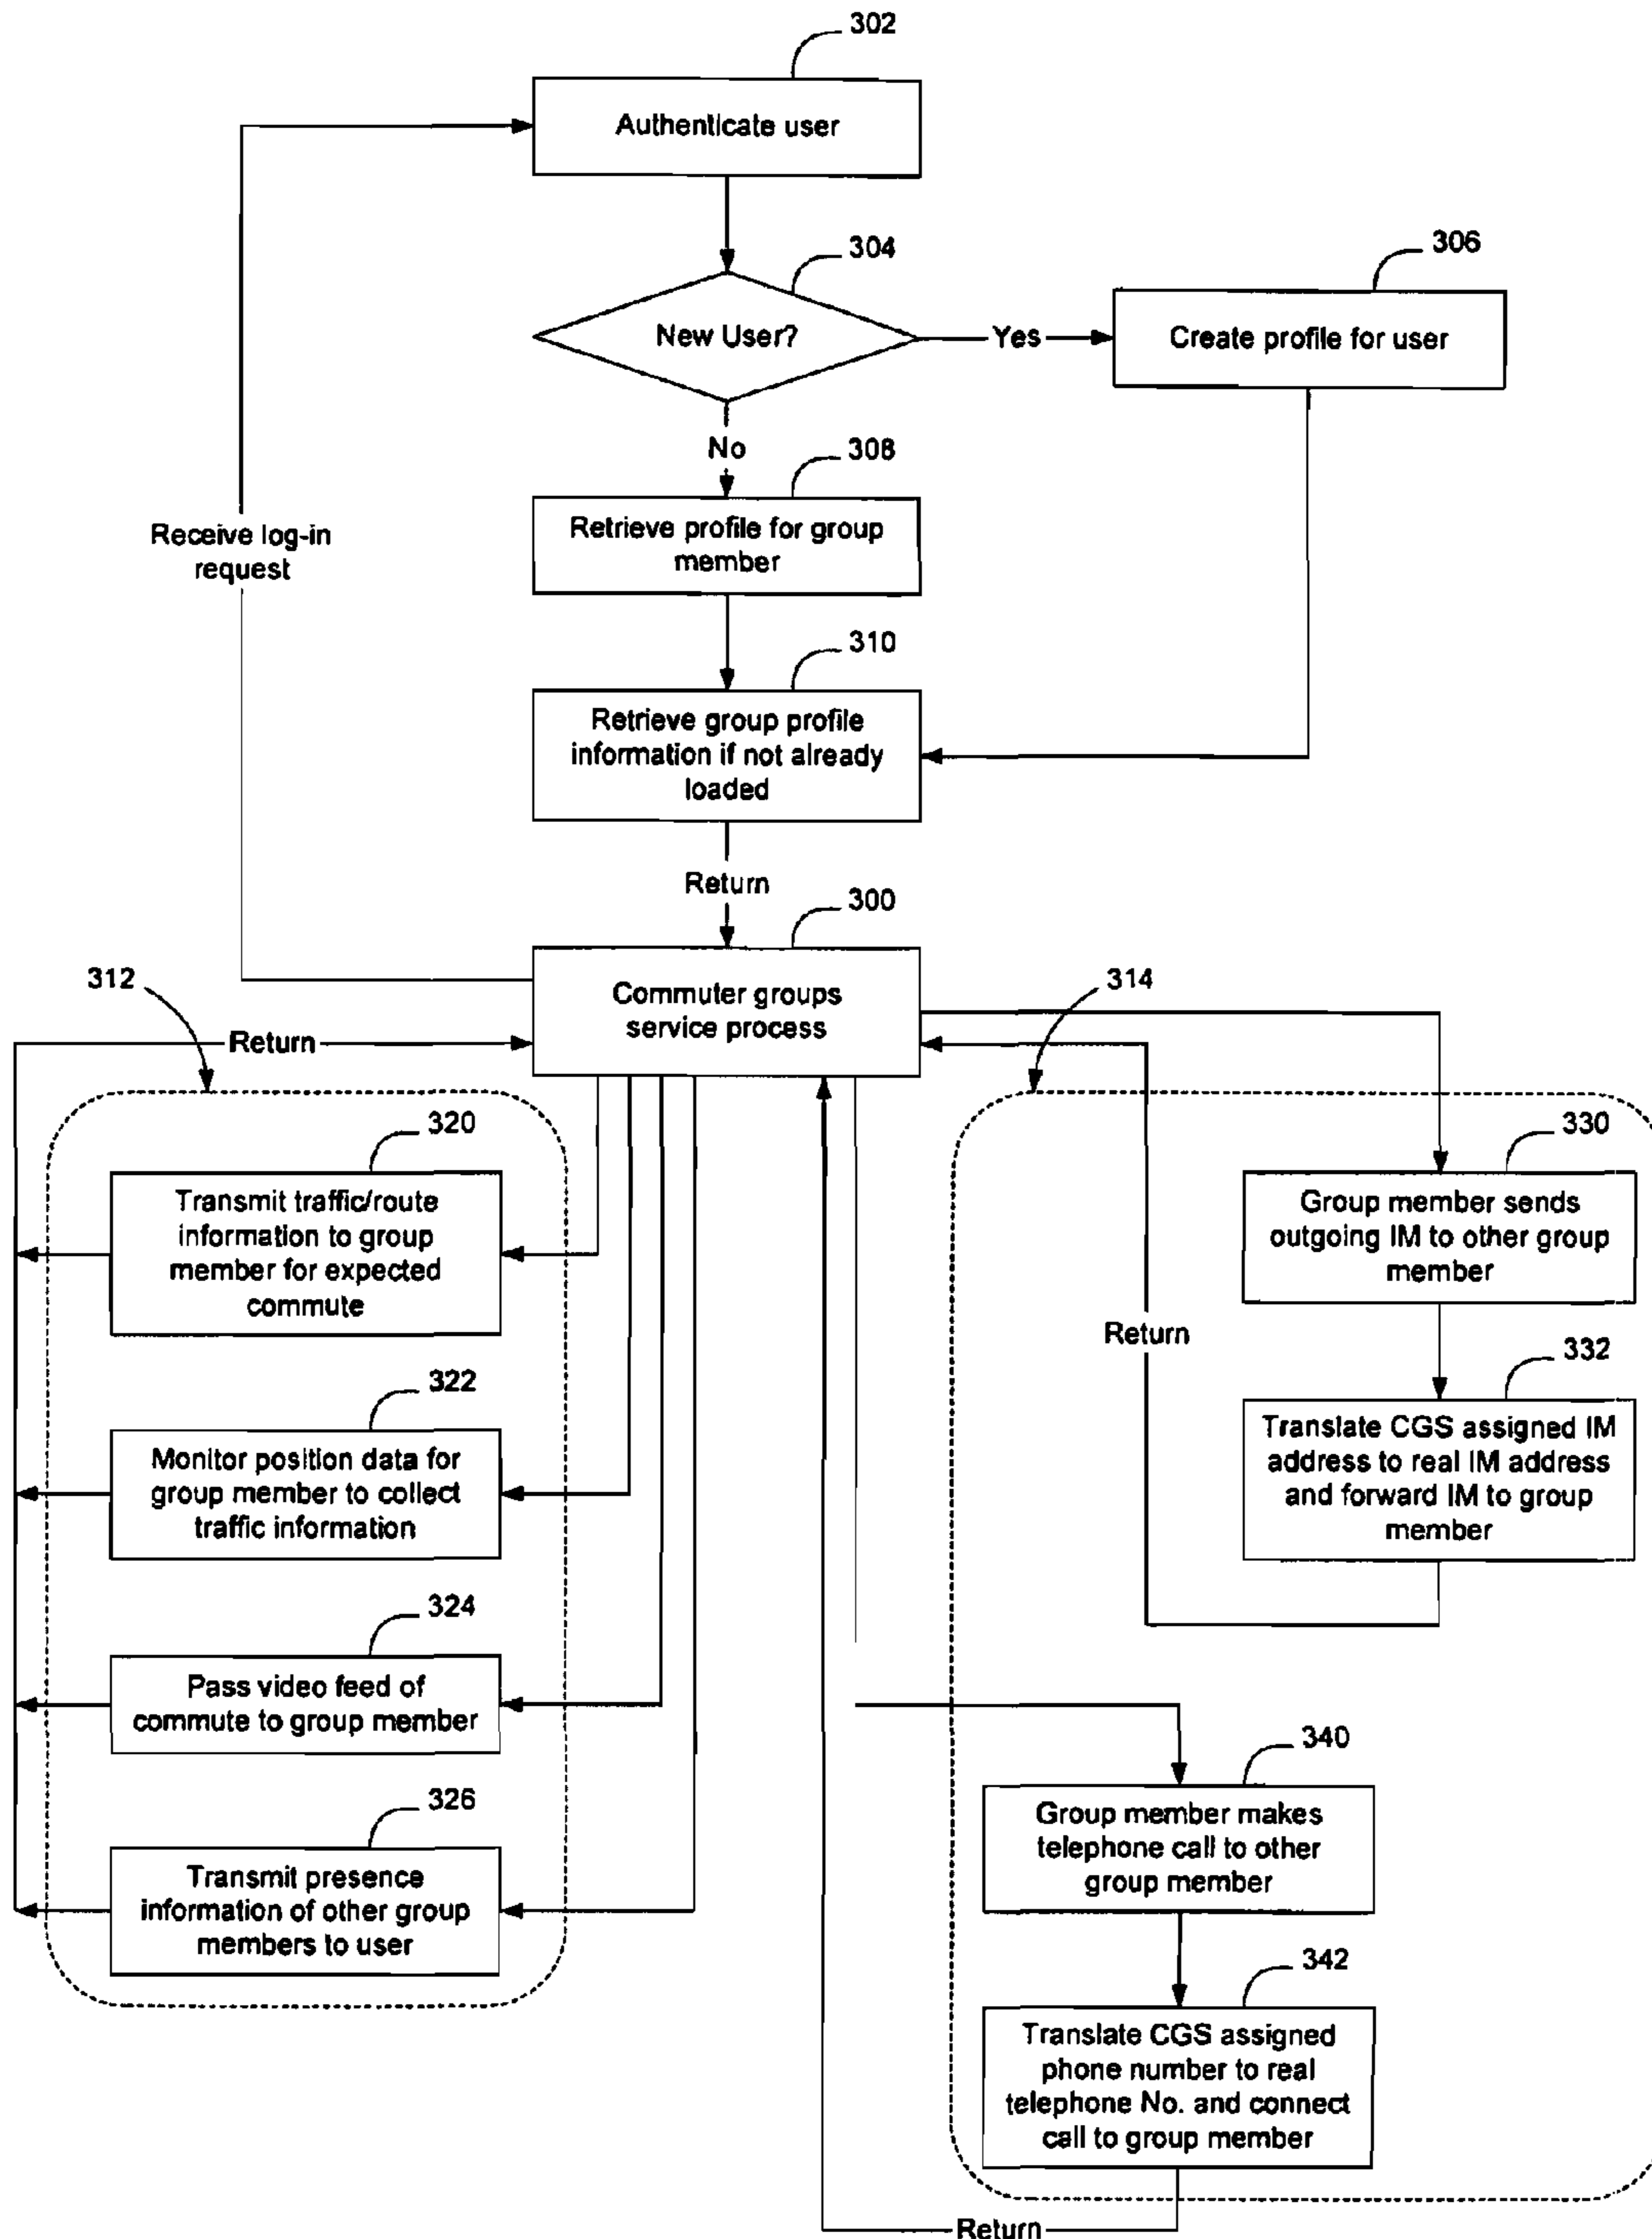 302
Authenticate user
304
306
New User?
Yes
Create profile for user
No
308
Retrieve profile for group
member
Receive log-in
request
310
Retrieve group profile
information if not already
loaded
Return
300
312
Commuter groups
service process
314
Return
320
Transmit traffic/route
information to group
member for expected
commute
330
Group member sends
outgoing IM to other group
member
Return
322
Monitor position data for
group member to collect
traffic information
332
Translate CGS assigned IM
address to real IM address
and forward IM to group
member
324
Pass video feed of
commute to group member
340
Group member makes
telephone call to other
group member
326
Transmit presence
information of other group
members to user
342
Translate CGS assigned
phone number to real
telephone No. and connect
call to group member
Return